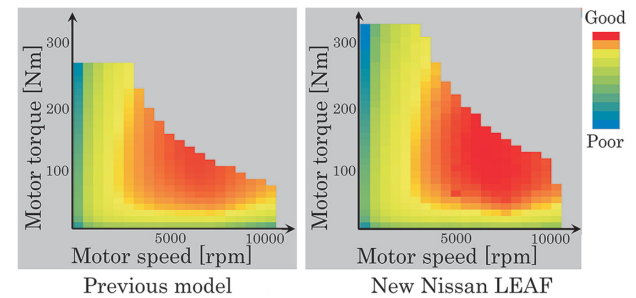 Good
Poor
Motor torque [Nm]
300
200
100
5000
10000
Motor speed [rpm]
Previous model
Motor torque [Nm]
300
200
100
5000
10000
Motor speed [rpm]
New Nissan LEAF